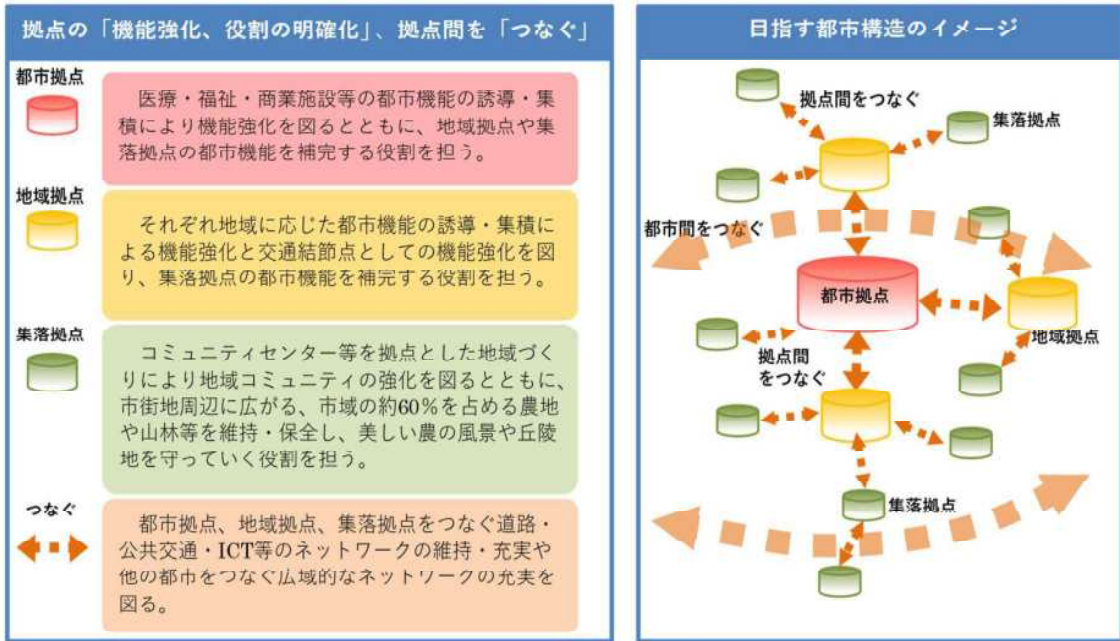 拠点の「機能強化、役割の明確化」、拠点間を「つなぐ」
都市拠点
医療・福祉・商業施設等の都市機能の誘導・集
積により機能強化を図るとともに、地域拠点や集
落拠点の都市機能を補完する役割を担う。
地域拠点
それぞれ地域に応じた都市機能の誘導・集積に
よる機能強化と交通結節点としての機能強化を図
り、集落拠点の都市機能を補完する役割を担う。
集落拠点
コミュニティセンター等を拠点とした地域づく
りにより地域コミュニティの強化を図るとともに、
市街地周辺に広がる、市域の約60％を占める農地
や山林等を維持・保全し、美しい農の風景や丘陵
地を守っていく役割を担う。
つなぐ
都市拠点、地域拠点、集落拠点をつなぐ道路・
公共交通・ICT等のネットワークの維持・充実や
他の都市をつなぐ広域的なネットワークの充実を
図る。
目指す都市構造のイメージ
拠点間をつなぐ
集落拠点
都市間をつなぐ
都市拠点
地域拠点
拠点間
をつなぐ
集落拠点